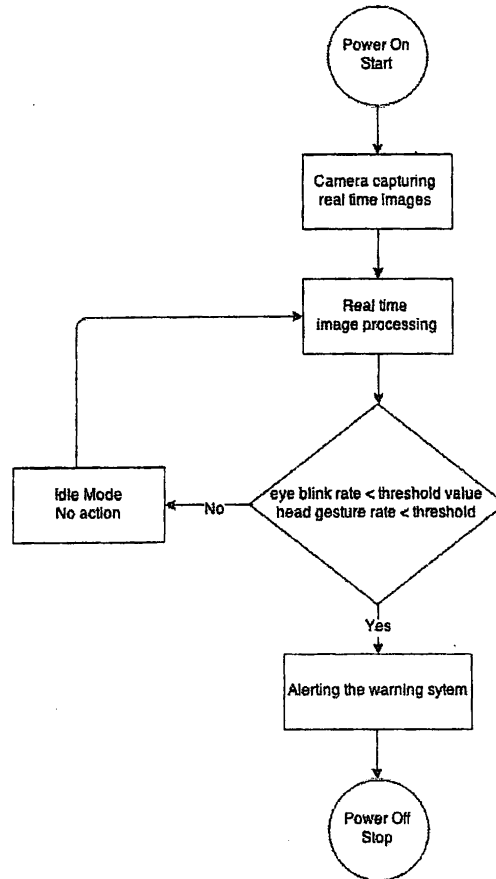 Power On
Start
Camera capturing
real time images
Real time
image processing
eye blink rate < threshold value
head gesture rate < threshold
Idle Mode
No action
No
Yes
Alerting the warning sytem
Power Off
Stop